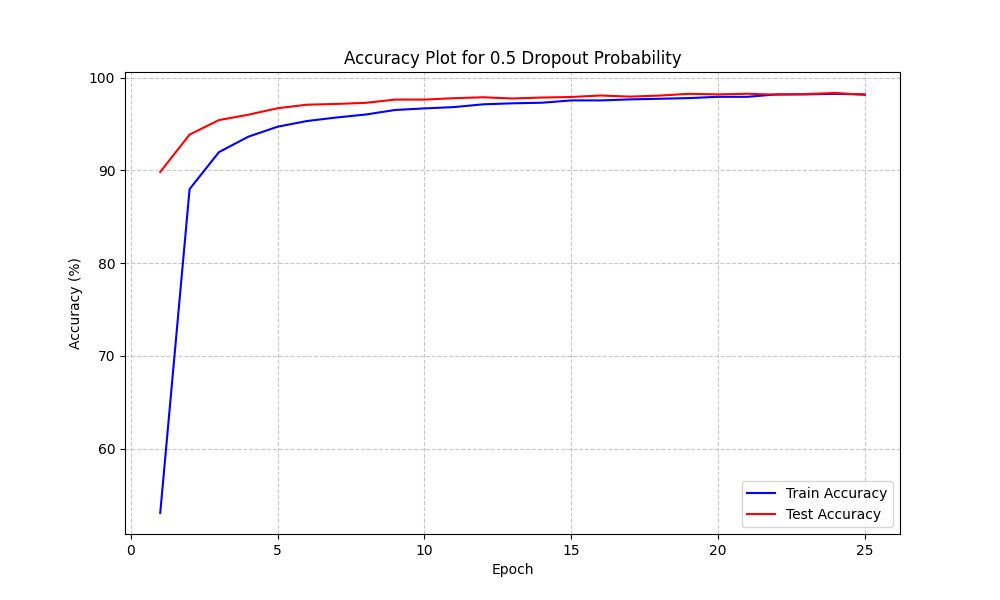 Accuracy Plot for 0.5 Dropout Probability
100
90
80
70
60
Accuracy (%)
0 5 10 15 20 25
Epoch
Train Accuracy
Test Accuracy